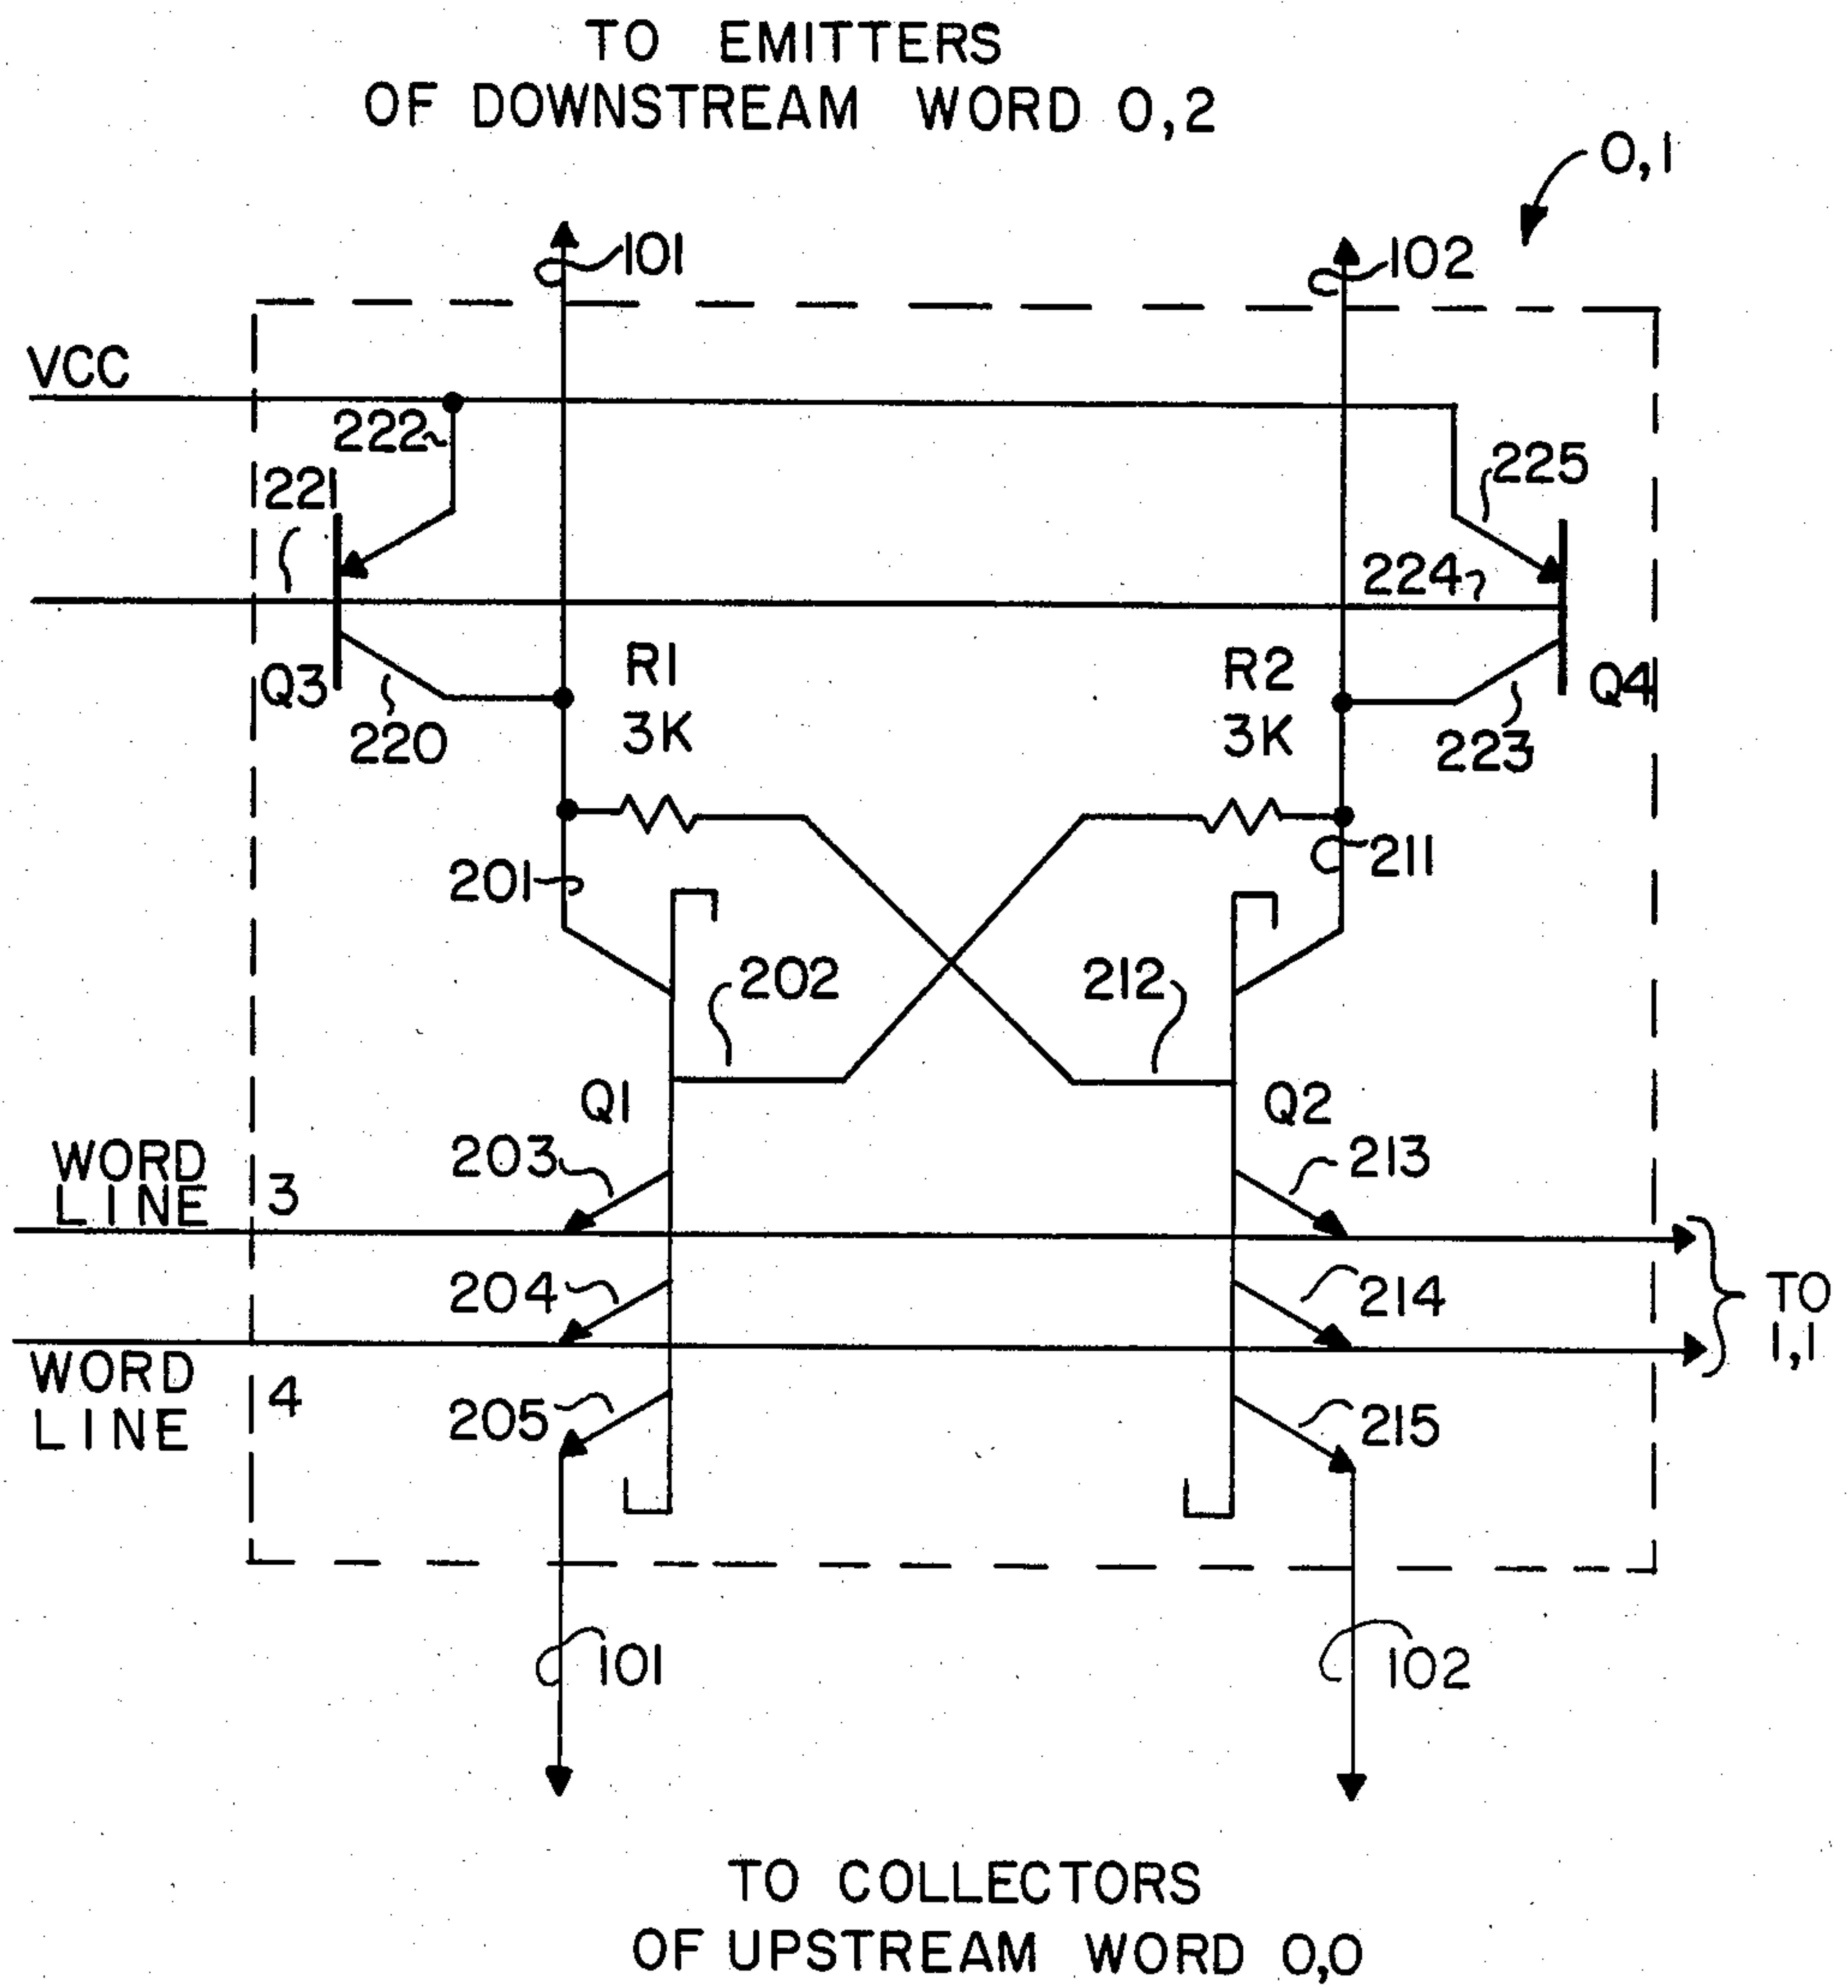 TO EMITTERS
OF DOWNSTREAM WORD 0,2
0,1
101
102
VCC
222
221
225
224
Q3
220
R1
3K
R2
3K
Q4
223
201
211
202
212
Q1
Q2
WORD
LINE 3
203
213
204
214
TO
1,1
WORD
LINE 4
205
215
101
102
TO COLLECTORS
OF UPSTREAM WORD 0,0